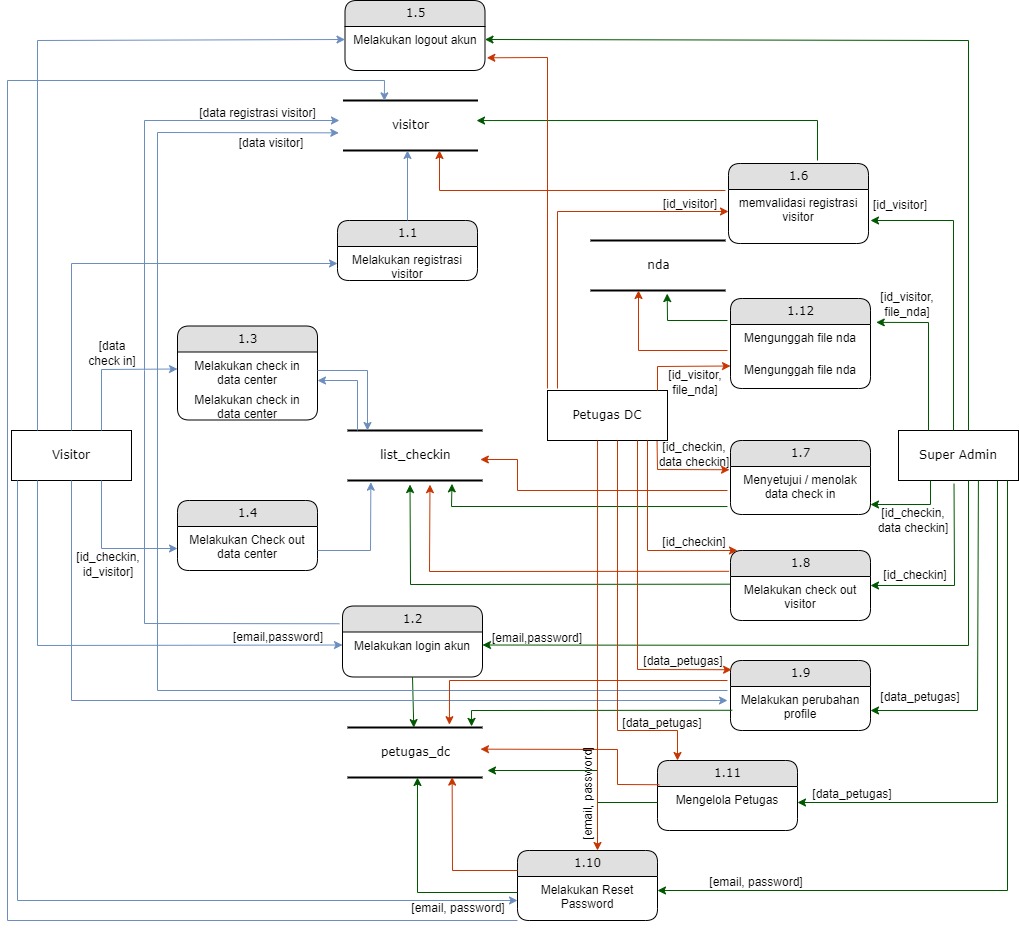 1.5
Melakukan logout akun
[data registrasi visitor]
visitor
[data visitor]
1.6
memvalidasi registrasi
visitor
[id_visitor]
[id_visitor]
1.1
Melakukan registrasi
visitor
nda
1.12
Mengunggah file nda
Mengunggah file nda
[id_visitor,
file_nda]
[id_visitor,
file_nda]
1.3
Melakukan check in
data center
Melakukan check in
data center
[data
check in]
Petugas DC
Visitor
list_checkin
Super Admin
[id_checkin,
data checkin]
1.7
Menyetujui / menolak
data check in
[id_checkin,
data checkin]
1.4
Melakukan Check out
data center
[id_checkin,
id_visitor]
[id_checkin]
1.8
Melakukan check out
visitor
[id_checkin]
1.2
Melakukan login akun
[email,password]
[email,password]
[data_petugas]
1.9
Melakukan perubahan
profile
[data_petugas]
[data_petugas]
petugas_dc
1.11
Mengelola Petugas
[data_petugas]
[email, password]
1.10
Melakukan Reset
Password
[email, password]
[email, password]